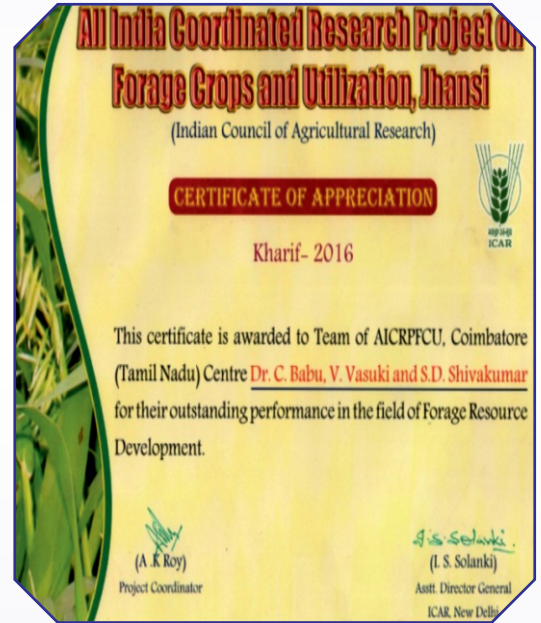 All India Coordinated Research Project on
Forage Crops and Utilization, Jhansi
(Indian Council of Agricultural Research)
CERTIFICATE OF APPRECIATION
ICAR
Kharif- 2016
This certificate is awarded to Team of AICRPFCU, Coimbatore
(Tamil Nadu) Centre Dr. C. Babu, V. Vasuki and S.D. Shivakumar
for their outstanding performance in the field of Forage Resource
Development.
(A .K Roy)
Project Coordinator
I.S. Solanki.
(I. S. Solanki)
Asstt. Director General
ICAR, New Delhi